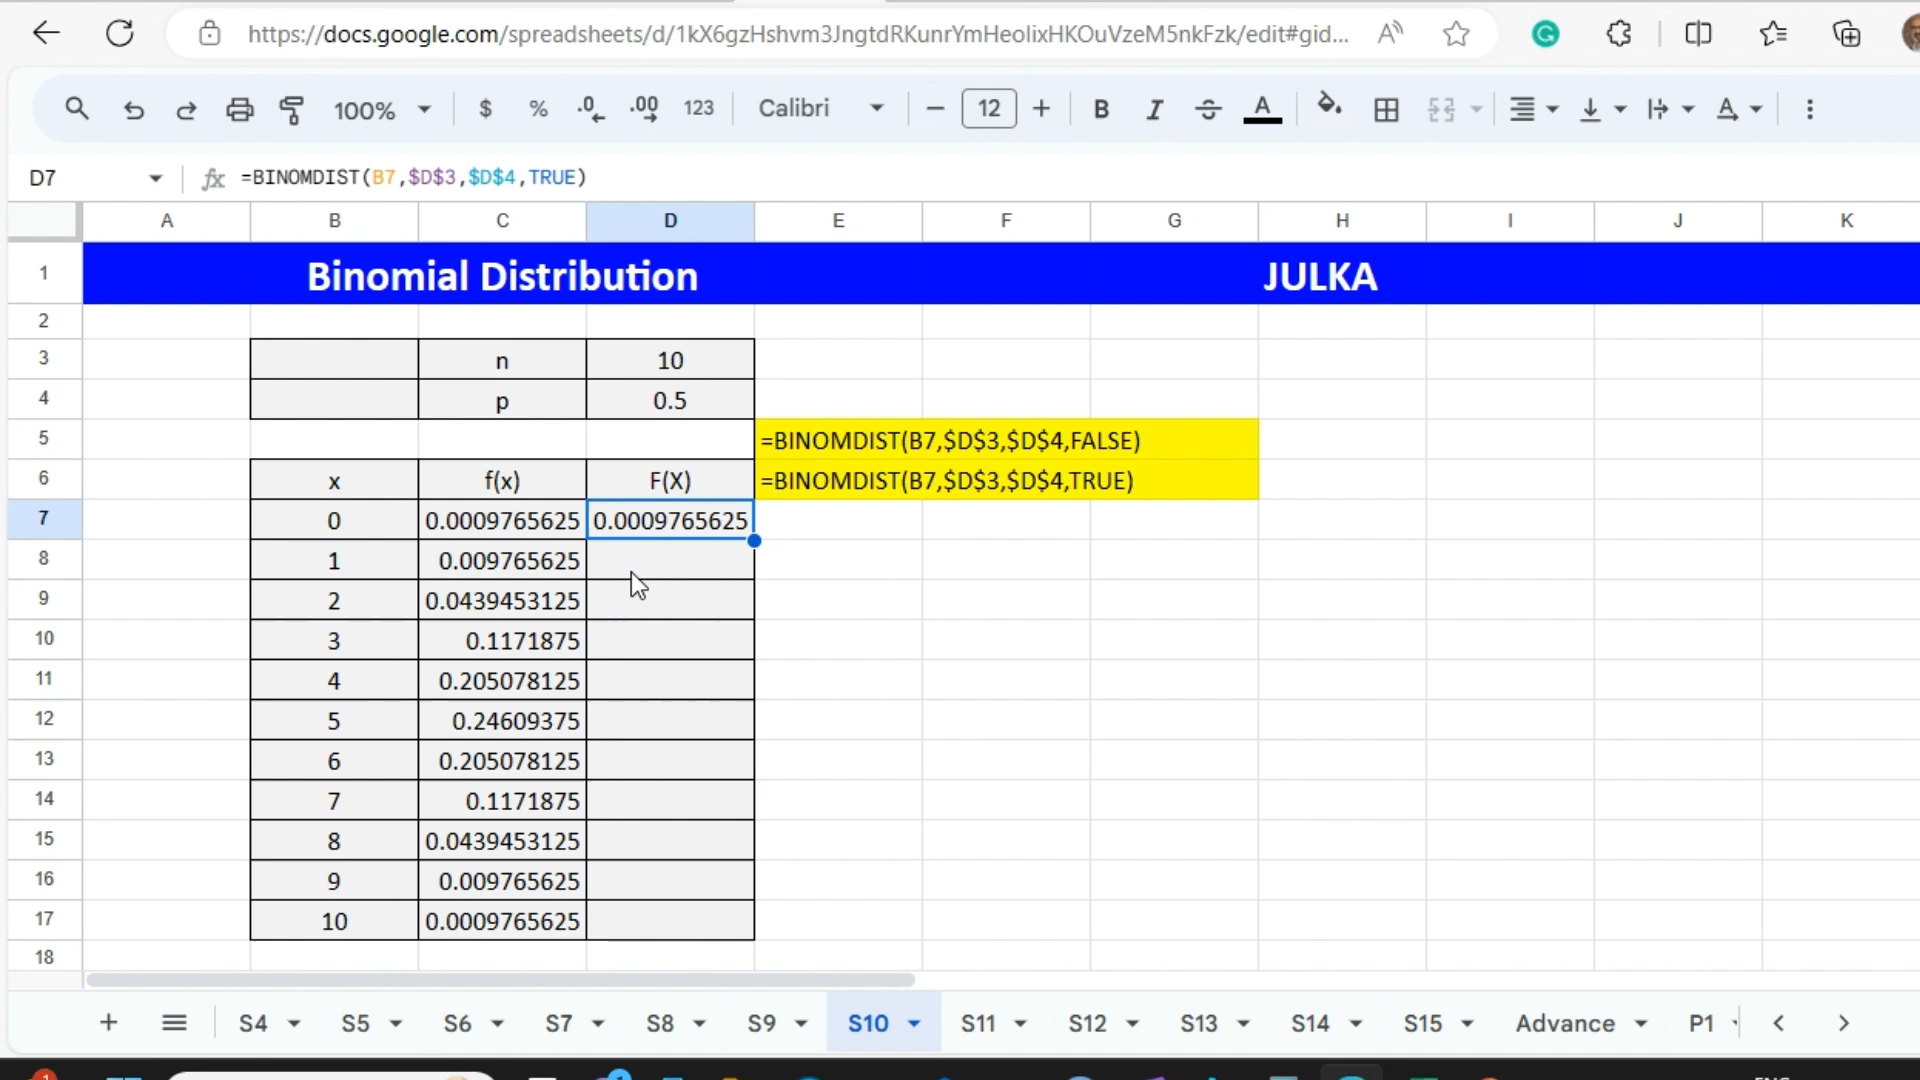 https://docs.google.com/spreadsheets/d/1kX6gzHshvm3JngtdRKunrYmHeolixHKOuVzeM5nkFzk/edit#gid...
100% $ % .0 .00 123 Calibri 12 B I A
D7 fx =BINOMDIST(B7,$D$3,$D$4,TRUE)
A B C D E F G H I J K
1 Binomial Distribution JULKA
2
3 n 10
4 p 0.5
5 =BINOMDIST(B7,$D$3,$D$4,FALSE)
6 x f(x) F(X) =BINOMDIST(B7,$D$3,$D$4,TRUE)
7 0 0.0009765625 0.0009765625
8 1 0.009765625
9 2 0.0439453125
10 3 0.1171875
11 4 0.205078125
12 5 0.24609375
13 6 0.205078125
14 7 0.1171875
15 8 0.0439453125
16 9 0.009765625
17 10 0.0009765625
18
S4 S5 S6 S7 S8 S9 S10 S11 S12 S13 S14 S15 Advance P1